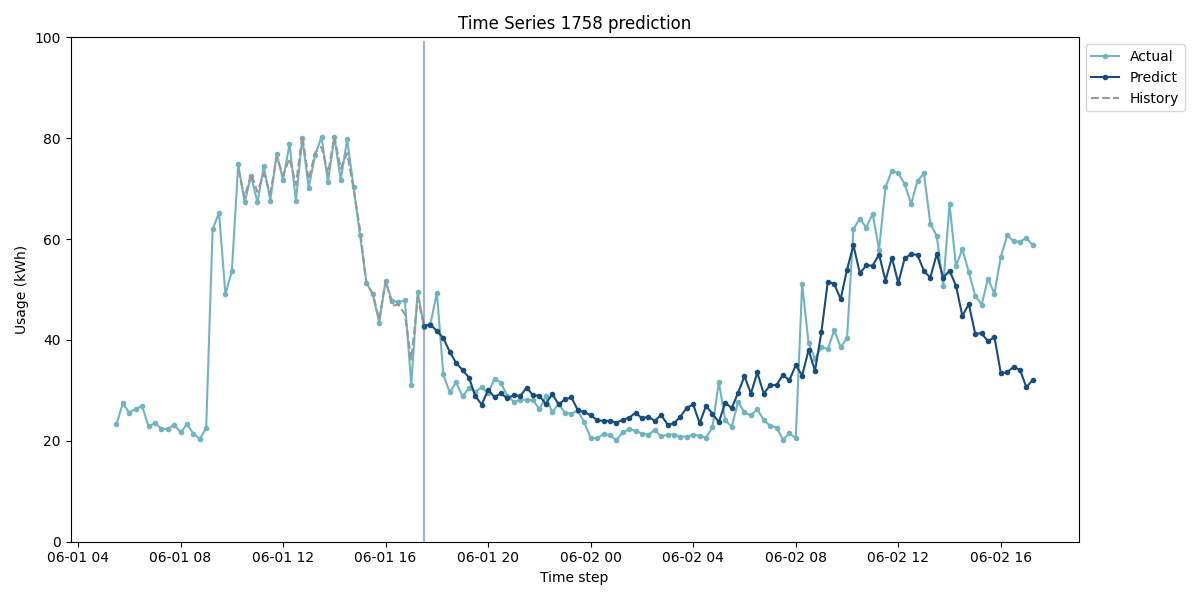 Time Series 1758 prediction
100
80
60
40
20
0
Usage (kWh)
06-01 04
06-01 08
06-01 12
06-01 16
06-01 20
06-02 00
06-02 04
06-02 08
06-02 12
06-02 16
Time step
Actual
Predict
History